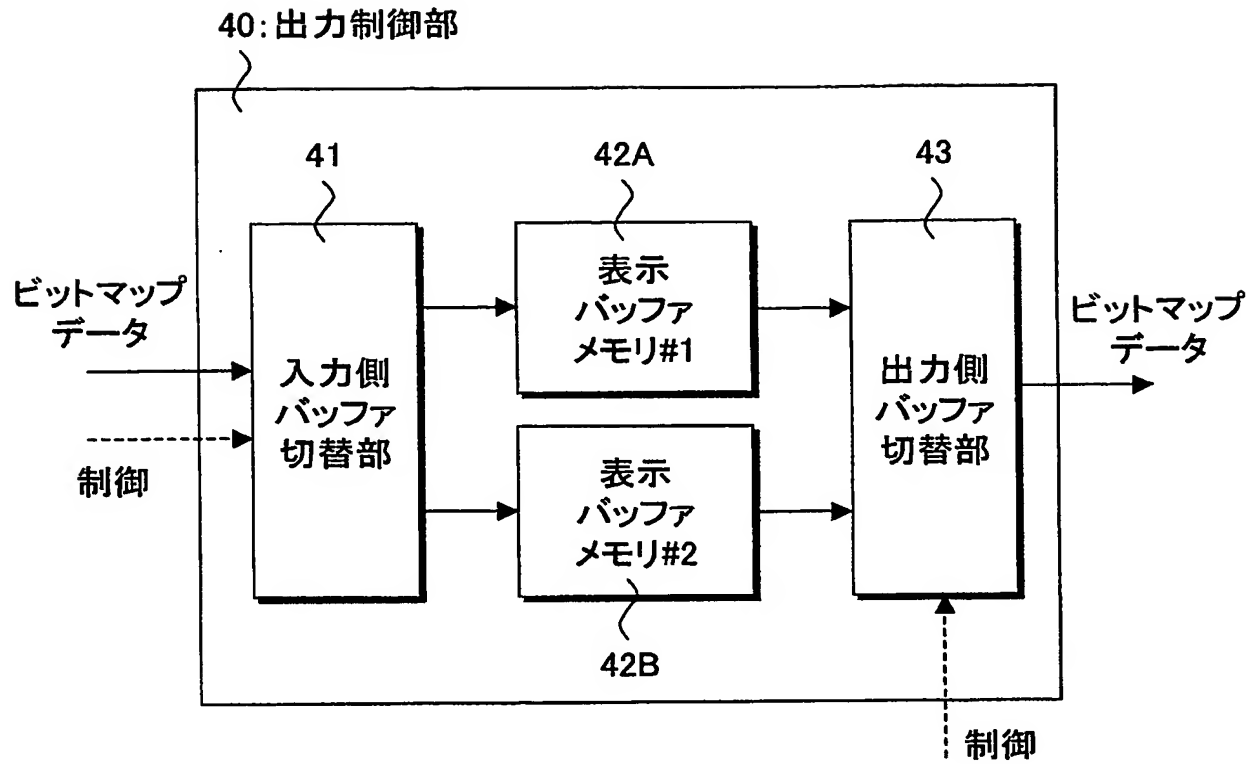 40:出力制御部
41
42A
43
ビットマップ
データ
制御
入力側
バッファ
切替部
表示
バッファ
メモリ#1
表示
バッファ
メモリ#2
42B
出力側
バッファ
切替部
ビットマップ
データ
制御